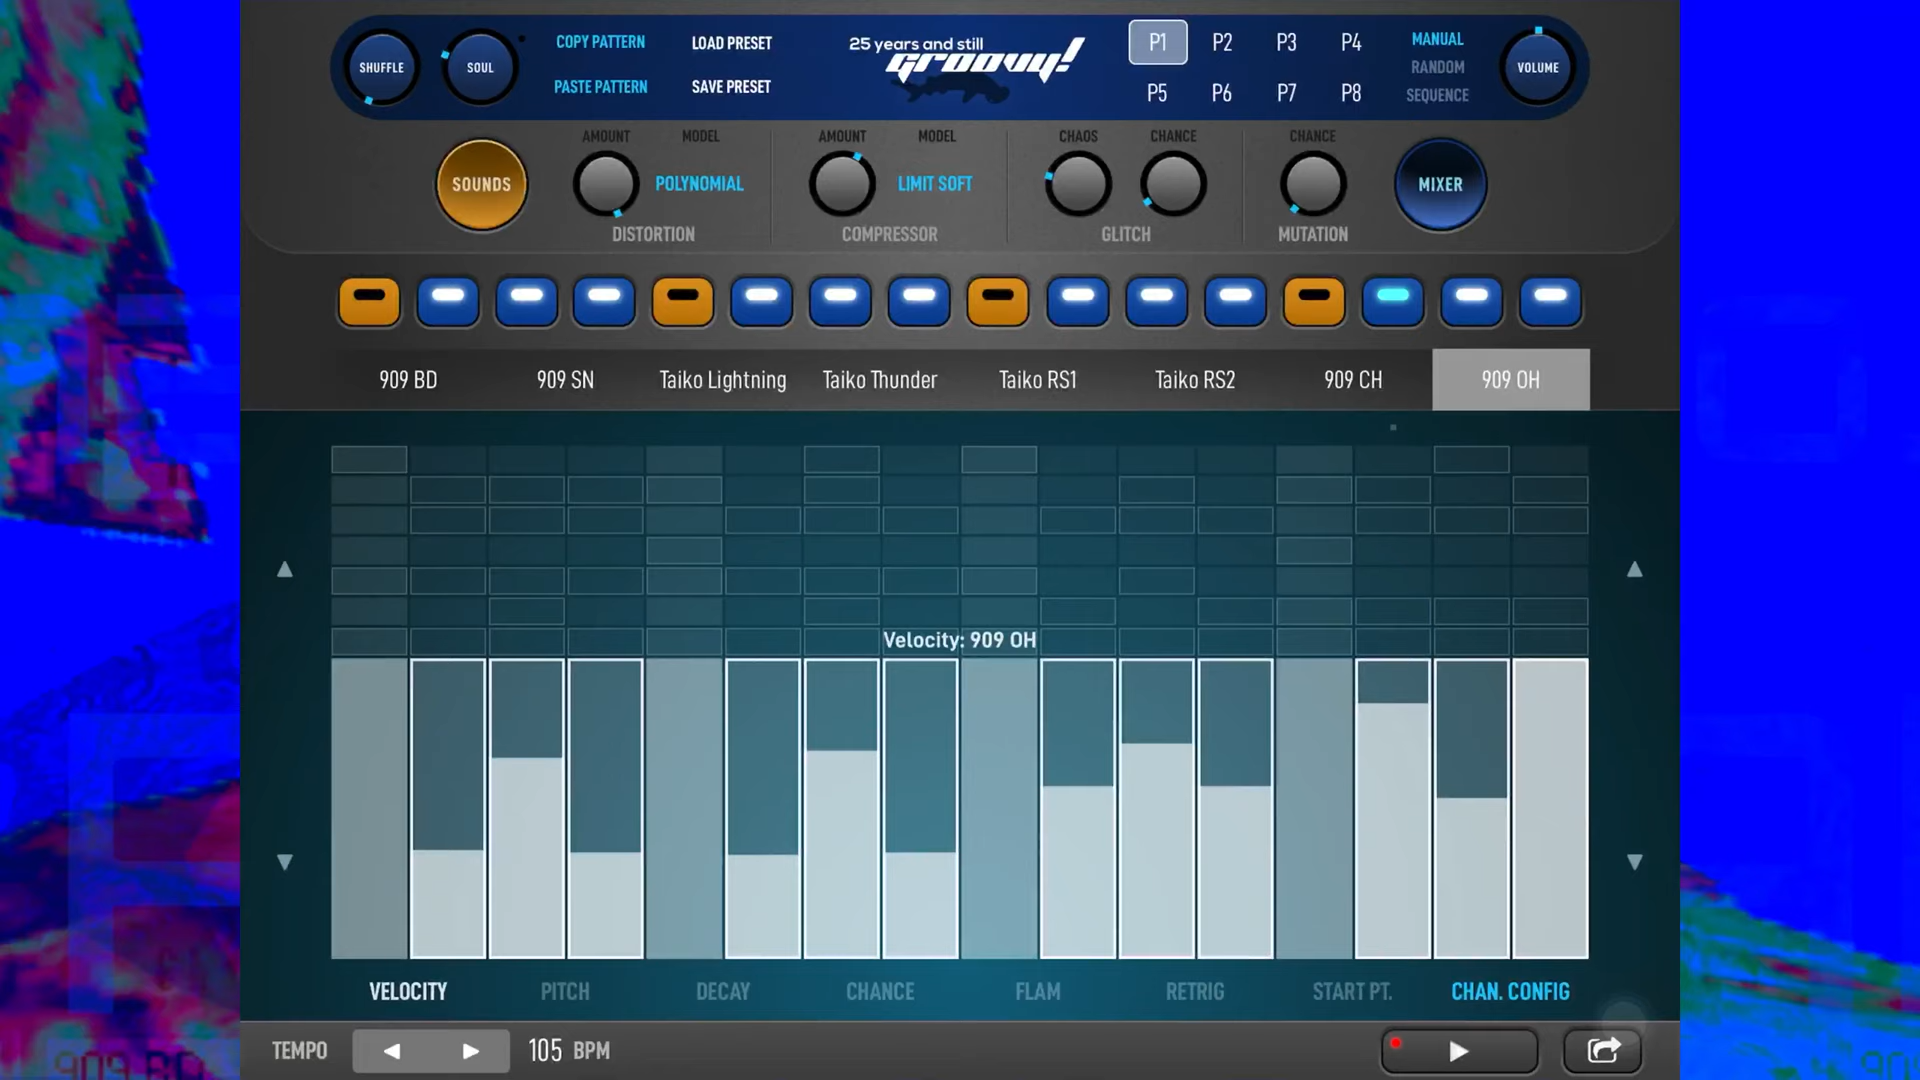 SHUFFLE
SOUL
COPY PATTERN
PASTE PATTERN
LOAD PRESET
SAVE PRESET
25 years and still
groovy!
P1 P2 P3 P4
P5 P6 P7 P8
MANUAL
RANDOM
SEQUENCE
VOLUME
SOUNDS
AMOUNT MODEL
POLYNOMIAL
DISTORTION
AMOUNT MODEL
LIMIT SOFT
COMPRESSOR
CHAOS CHANCE
GLITCH
CHANCE
MUTATION
MIXER
909 BD 909 SN Taiko Lightning Taiko Thunder Taiko RS1 Taiko RS2 909 CH 909 OH
Velocity: 909 OH
VELOCITY PITCH DECAY CHANCE FLAM RETRIG START PT. CHAN. CONFIG
TEMPO 105 BPM